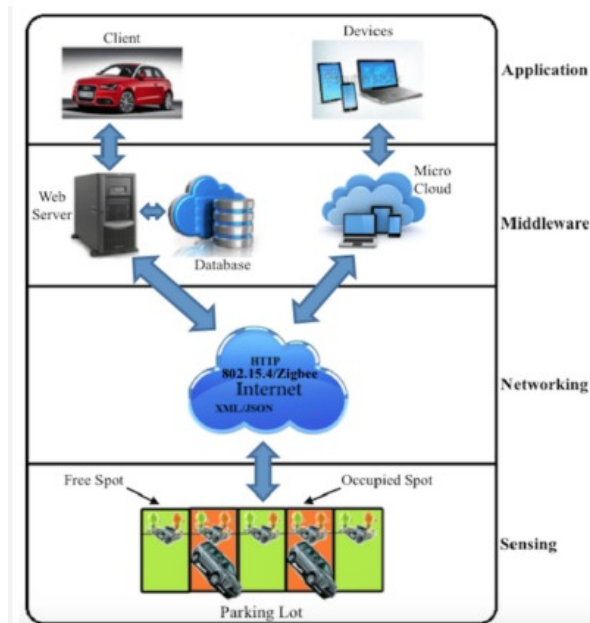 Client
Devices
Application
Web
Server
Micro
Cloud
Middleware
Database
HTTP
802.15.4/Zigbee
Internet
XML/JSON
Networking
Free Spot
Occupied Spot
Sensing
Parking Lot